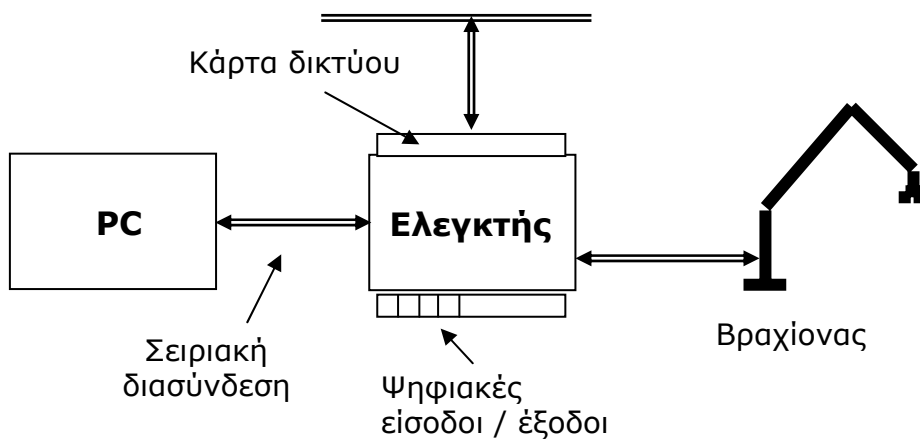 Κάρτα δικτύου
PC
Ελεγκτής
Βραχίονας
Σειριακή
διασύνδεση
Ψηφιακές
είσοδοι / έξοδοι